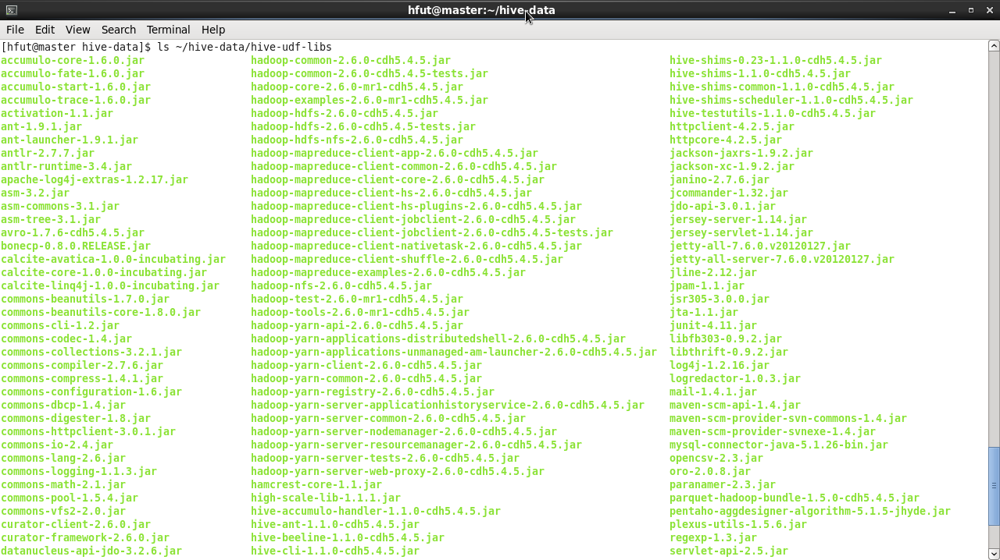 hfut@master:~/hive-data
File Edit View Search Terminal Help
[hfut@master hive-data]$ ls ~/hive-data/hive-udf-libs
accumulo-core-1.6.0.jar hadoop-common-2.6.0-cdh5.4.5.jar hive-shims-0.23-1.1.0-cdh5.4.5.jar
accumulo-fate-1.6.0.jar hadoop-common-2.6.0-cdh5.4.5-tests.jar hive-shims-1.1.0-cdh5.4.5.jar
accumulo-start-1.6.0.jar hadoop-core-2.6.0-mr1-cdh5.4.5.jar hive-shims-common-1.1.0-cdh5.4.5.jar
accumulo-trace-1.6.0.jar hadoop-examples-2.6.0-mr1-cdh5.4.5.jar hive-shims-scheduler-1.1.0-cdh5.4.5.jar
activation-1.1.jar hadoop-hdfs-2.6.0-cdh5.4.5.jar hive-testutils-1.1.0-cdh5.4.5.jar
ant-1.9.1.jar hadoop-hdfs-2.6.0-cdh5.4.5-tests.jar httpclient-4.2.5.jar
ant-launcher-1.9.1.jar hadoop-hdfs-nfs-2.6.0-cdh5.4.5.jar httpcore-4.2.5.jar
antlr-2.7.7.jar hadoop-mapreduce-client-app-2.6.0-cdh5.4.5.jar jackson-jaxrs-1.9.2.jar
antlr-runtime-3.4.jar hadoop-mapreduce-client-common-2.6.0-cdh5.4.5.jar jackson-xc-1.9.2.jar
apache-log4j-extras-1.2.17.jar hadoop-mapreduce-client-core-2.6.0-cdh5.4.5.jar janino-2.7.6.jar
asm-3.2.jar hadoop-mapreduce-client-hs-2.6.0-cdh5.4.5.jar jcommander-1.32.jar
asm-commons-3.1.jar hadoop-mapreduce-client-hs-plugins-2.6.0-cdh5.4.5.jar jdo-api-3.0.1.jar
asm-tree-3.1.jar hadoop-mapreduce-client-jobclient-2.6.0-cdh5.4.5.jar jersey-server-1.14.jar
avro-1.7.6-cdh5.4.5.jar hadoop-mapreduce-client-jobclient-2.6.0-cdh5.4.5-tests.jar jersey-servlet-1.14.jar
bonecp-0.8.0.RELEASE.jar hadoop-mapreduce-client-nativetask-2.6.0-cdh5.4.5.jar jetty-all-7.6.0.v20120127.jar
calcite-avatica-1.0.0-incubating.jar hadoop-mapreduce-client-shuffle-2.6.0-cdh5.4.5.jar jetty-all-server-7.6.0.v20120127.jar
calcite-core-1.0.0-incubating.jar hadoop-mapreduce-examples-2.6.0-cdh5.4.5.jar jline-2.12.jar
calcite-linq4j-1.0.0-incubating.jar hadoop-nfs-2.6.0-cdh5.4.5.jar jpam-1.1.jar
commons-beanutils-1.7.0.jar hadoop-test-2.6.0-mr1-cdh5.4.5.jar jsr305-3.0.0.jar
commons-beanutils-core-1.8.0.jar hadoop-tools-2.6.0-mr1-cdh5.4.5.jar jta-1.1.jar
commons-cli-1.2.jar hadoop-yarn-api-2.6.0-cdh5.4.5.jar junit-4.11.jar
commons-codec-1.4.jar hadoop-yarn-applications-distributedshell-2.6.0-cdh5.4.5.jar libfb303-0.9.2.jar
commons-collections-3.2.1.jar hadoop-yarn-applications-unmanaged-am-launcher-2.6.0-cdh5.4.5.jar libthrift-0.9.2.jar
commons-compiler-2.7.6.jar hadoop-yarn-client-2.6.0-cdh5.4.5.jar log4j-1.2.16.jar
commons-compress-1.4.1.jar hadoop-yarn-common-2.6.0-cdh5.4.5.jar logredactor-1.0.3.jar
commons-configuration-1.6.jar hadoop-yarn-registry-2.6.0-cdh5.4.5.jar mail-1.4.1.jar
commons-dbcp-1.4.jar hadoop-yarn-server-applicationhistoryservice-2.6.0-cdh5.4.5.jar maven-scm-api-1.4.jar
commons-digester-1.8.jar hadoop-yarn-server-common-2.6.0-cdh5.4.5.jar maven-scm-provider-svn-commons-1.4.jar
commons-httpclient-3.0.1.jar hadoop-yarn-server-nodemanager-2.6.0-cdh5.4.5.jar maven-scm-provider-svnexe-1.4.jar
commons-io-2.4.jar hadoop-yarn-server-resourcemanager-2.6.0-cdh5.4.5.jar mysql-connector-java-5.1.26-bin.jar
commons-lang-2.6.jar hadoop-yarn-server-tests-2.6.0-cdh5.4.5.jar opencsv-2.3.jar
commons-logging-1.1.3.jar hadoop-yarn-server-web-proxy-2.6.0-cdh5.4.5.jar oro-2.0.8.jar
commons-math-2.1.jar hamcrest-core-1.1.jar paranamer-2.3.jar
commons-pool-1.5.4.jar high-scale-lib-1.1.1.jar parquet-hadoop-bundle-1.5.0-cdh5.4.5.jar
commons-vfs2-2.0.jar hive-accumulo-handler-1.1.0-cdh5.4.5.jar pentaho-aggdesigner-algorithm-5.1.5-jhyde.jar
curator-client-2.6.0.jar hive-ant-1.1.0-cdh5.4.5.jar plexus-utils-1.5.6.jar
curator-framework-2.6.0.jar hive-beeline-1.1.0-cdh5.4.5.jar regexp-1.3.jar
datanucleus-api-jdo-3.2.6.jar hive-cli-1.1.0-cdh5.4.5.jar servlet-api-2.5.jar